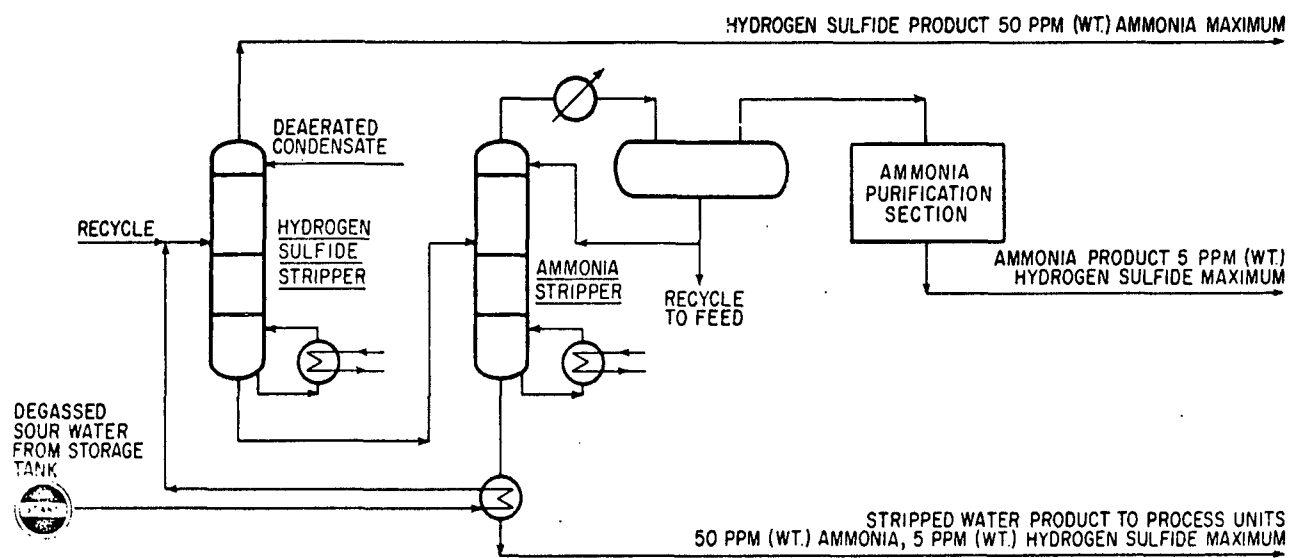 HYDROGEN SULFIDE PRODUCT 50 PPM (WT.) AMMONIA MAXIMUM
DEAERATED
CONDENSATE
AMMONIA
PURIFICATION
SECTION
RECYCLE
HYDROGEN
SULFIDE
STRIPPER
AMMONIA
STRIPPER
RECYCLE
TO FEED
AMMONIA PRODUCT 5 PPM (WT.)
HYDROGEN SULFIDE MAXIMUM
DEGASSED
SOUR WATER
FROM STORAGE
TANK
START
STRIPPED WATER PRODUCT TO PROCESS UNITS
50 PPM (WT.) AMMONIA, 5 PPM (WT.) HYDROGEN SULFIDE MAXIMUM